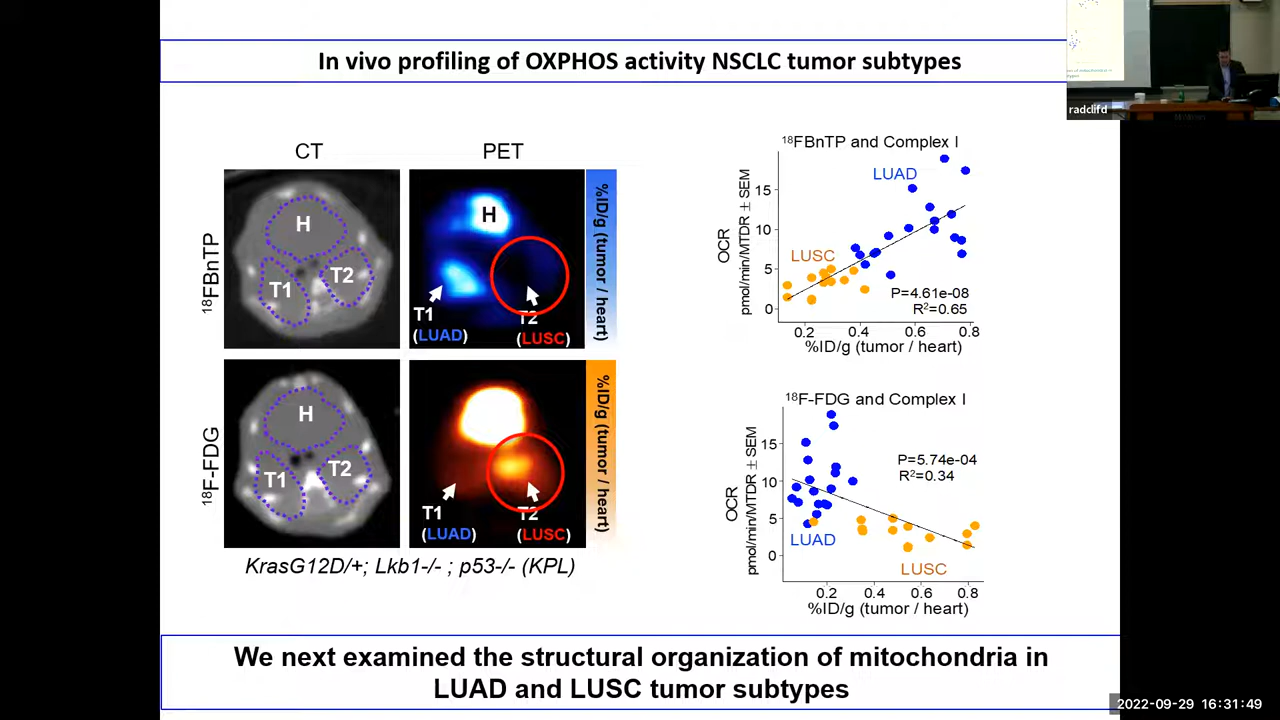 In vivo profiling of OXPHOS activity NSCLC tumor subtypes
radclifd
CT
PET
18FBnTP
H
T1
T2
H
T1
(LUAD)
T2
(LUSC)
%ID/g (tumor / heart)
18F-FDG
H
T1
T2
T1
(LUAD)
T2
(LUSC)
%ID/g (tumor / heart)
KrasG12D/+; Lkb1-/- ; p53-/- (KPL)
18FBnTP and Complex I
OCR
pmol/min/MTDR ± SEM
15
10
5
0
LUAD
LUSC
P=4.61e-08
R2=0.65
0.2 0.4 0.6 0.8
%ID/g (tumor / heart)
18F-FDG and Complex I
OCR
pmol/min/MTDR ± SEM
15
10
5
0
P=5.74e-04
R2=0.34
LUAD
LUSC
0.2 0.4 0.6 0.8
%ID/g (tumor / heart)
We next examined the structural organization of mitochondria in
LUAD and LUSC tumor subtypes
2022-09-29 16:31:49